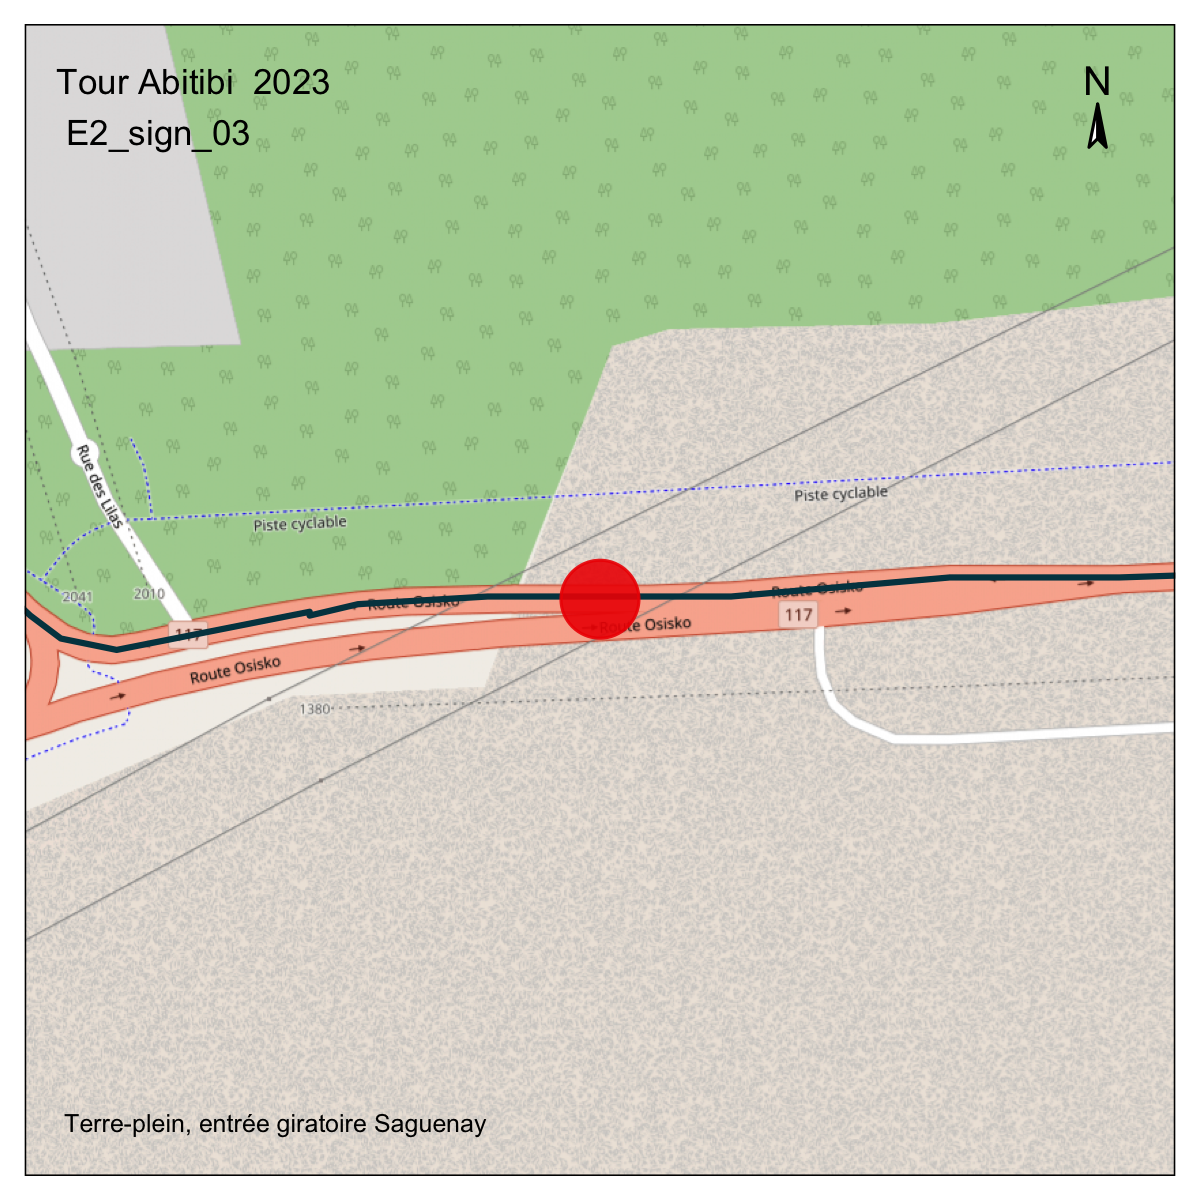 Tour Abitibi 2023
E2_sign_03
N
Rue des Lilas
Piste cyclable
Piste cyclable
2041
2010
117
Route Osisko
Route Osisko
Route Osisko
117
Route Osisko
1380
Terre-plein, entrée giratoire Saguenay